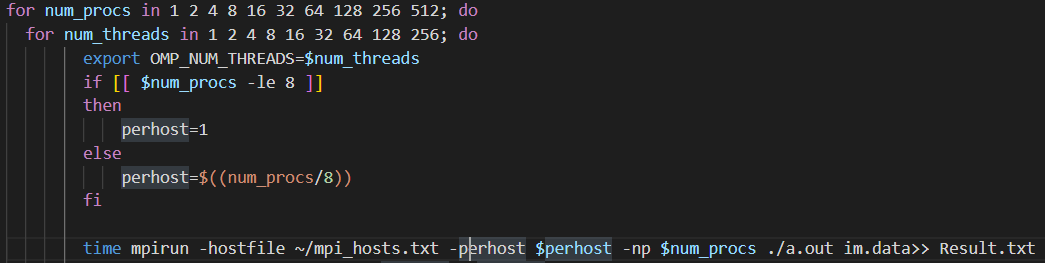 for num_procs in 1 2 4 8 16 32 64 128 256 512; do
for num_threads in 1 2 4 8 16 32 64 128 256; do
export OMP_NUM_THREADS=$num_threads
if [[ $num_procs -le 8 ]]
then
perhost=1
else
perhost=$((num_procs/8))
fi
time mpirun -hostfile ~/mpi_hosts.txt -perhost $perhost -np $num_procs ./a.out im.data>> Result.txt